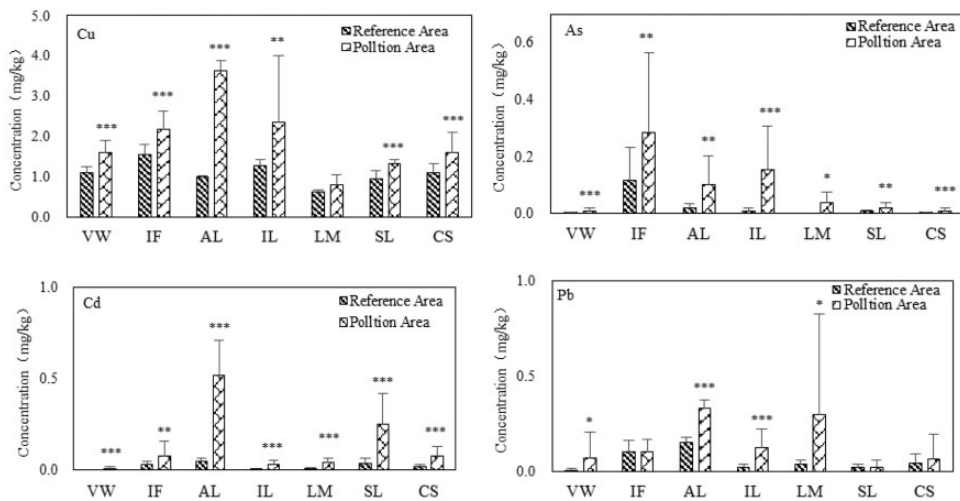 Cu
Reference Area
Polltion Area
Concentration (mg/kg)
5.0
4.0
3.0
2.0
1.0
0.0
***
***
***
**
***
***
VW IF AL IL LM SL CS
As
Reference Area
Polltion Area
Concentration (mg/kg)
0.6
0.4
0.2
0.0
***
**
**
***
*
**
***
VW IF AL IL LM SL CS
Cd
Reference Area
Polltion Area
Concentration (mg/kg)
1.0
0.5
0.0
***
**
***
***
***
***
***
VW IF AL IL LM SL CS
Pb
Reference Area
Polltion Area
Concentration (mg/kg)
1.0
0.5
0.0
*
***
***
*
VW IF AL IL LM SL CS